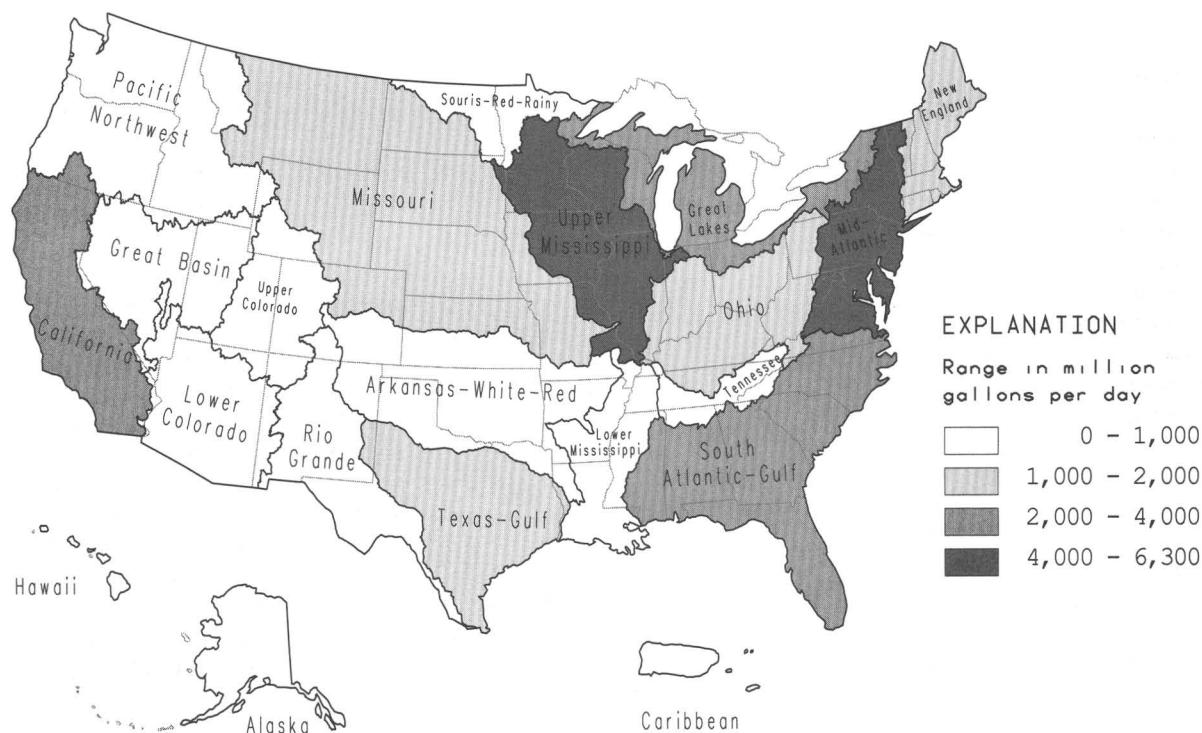 Pacific
Northwest
Souris-Red-Rainy
New
England
Missouri
Upper
Mississippi
Great
Lakes
Mid-
Atlantic
Great Basin
Upper
Colorado
Ohio
California
Tennessee
Arkansas-White-Red
Lower
Colorado
Rio
Grande
Lower
Mississippi
South
Atlantic-Gulf
Texas-Gulf
Hawaii
Alaska
Caribbean
EXPLANATION
Range in million
gallons per day
0 - 1,000
1,000 - 2,000
2,000 - 4,000
4,000 - 6,300